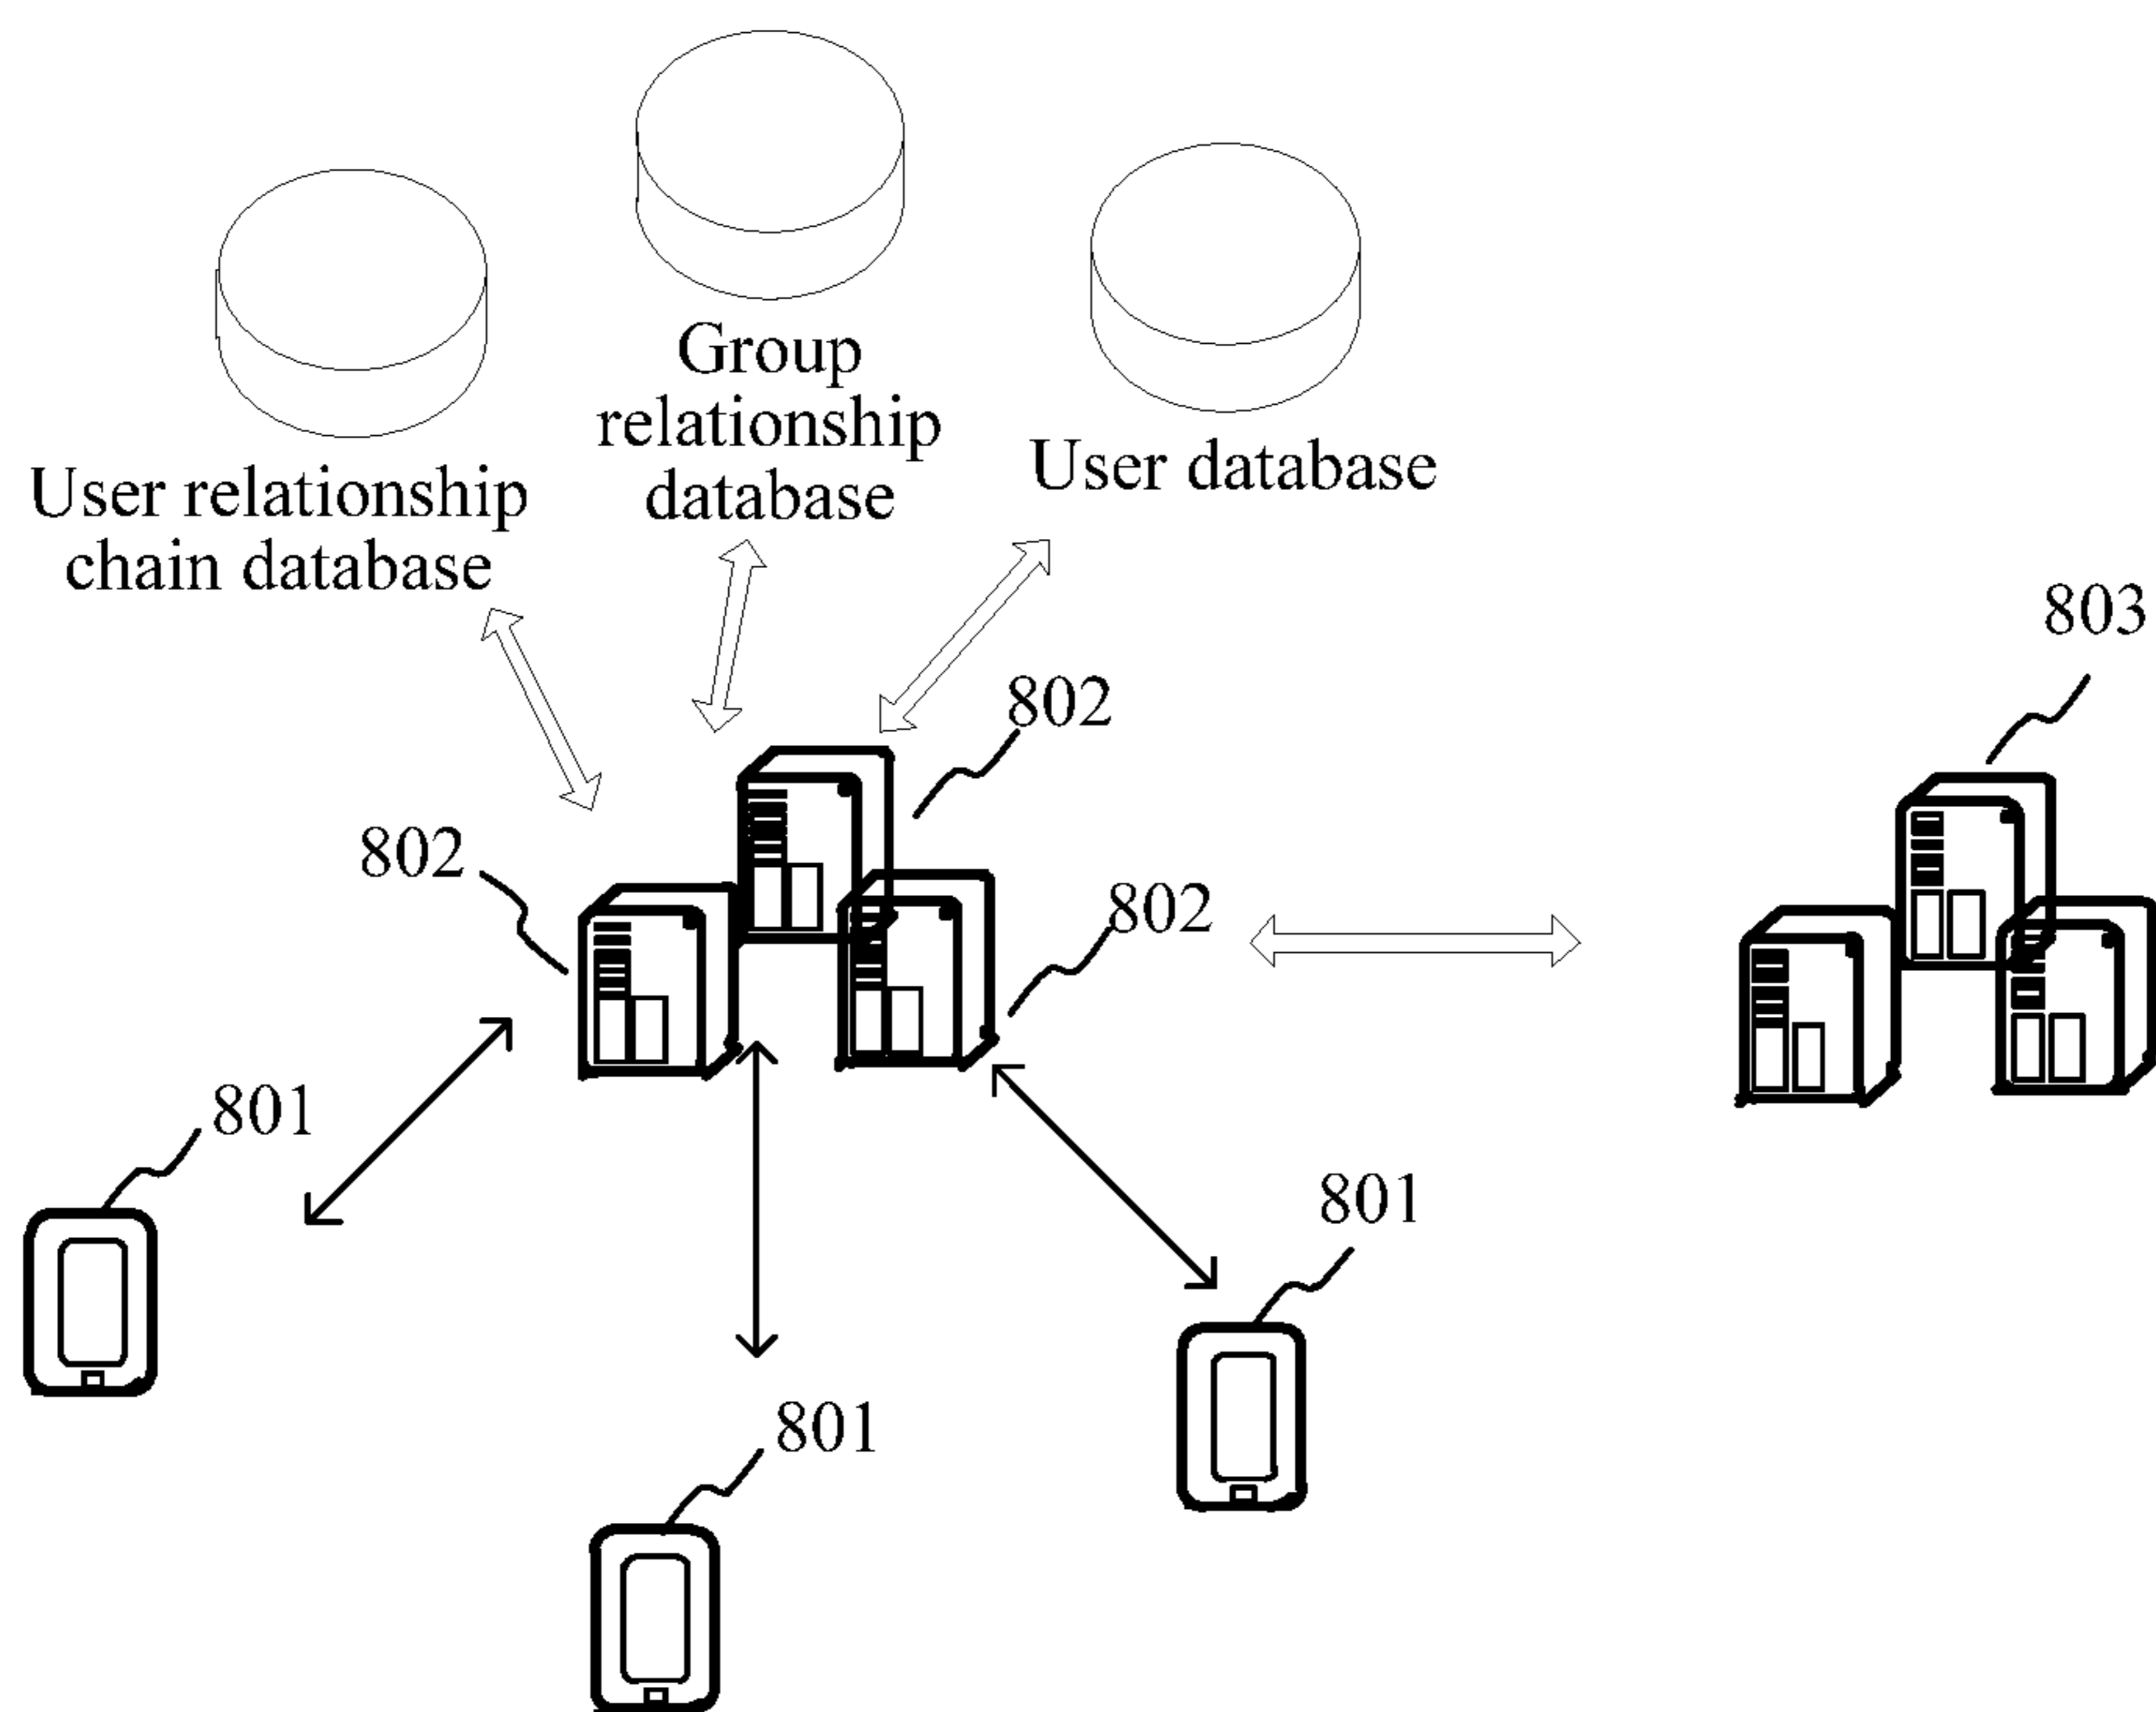 Group
relationship
database
User database
User relationship
chain database
803
802
802
802
801
801
801